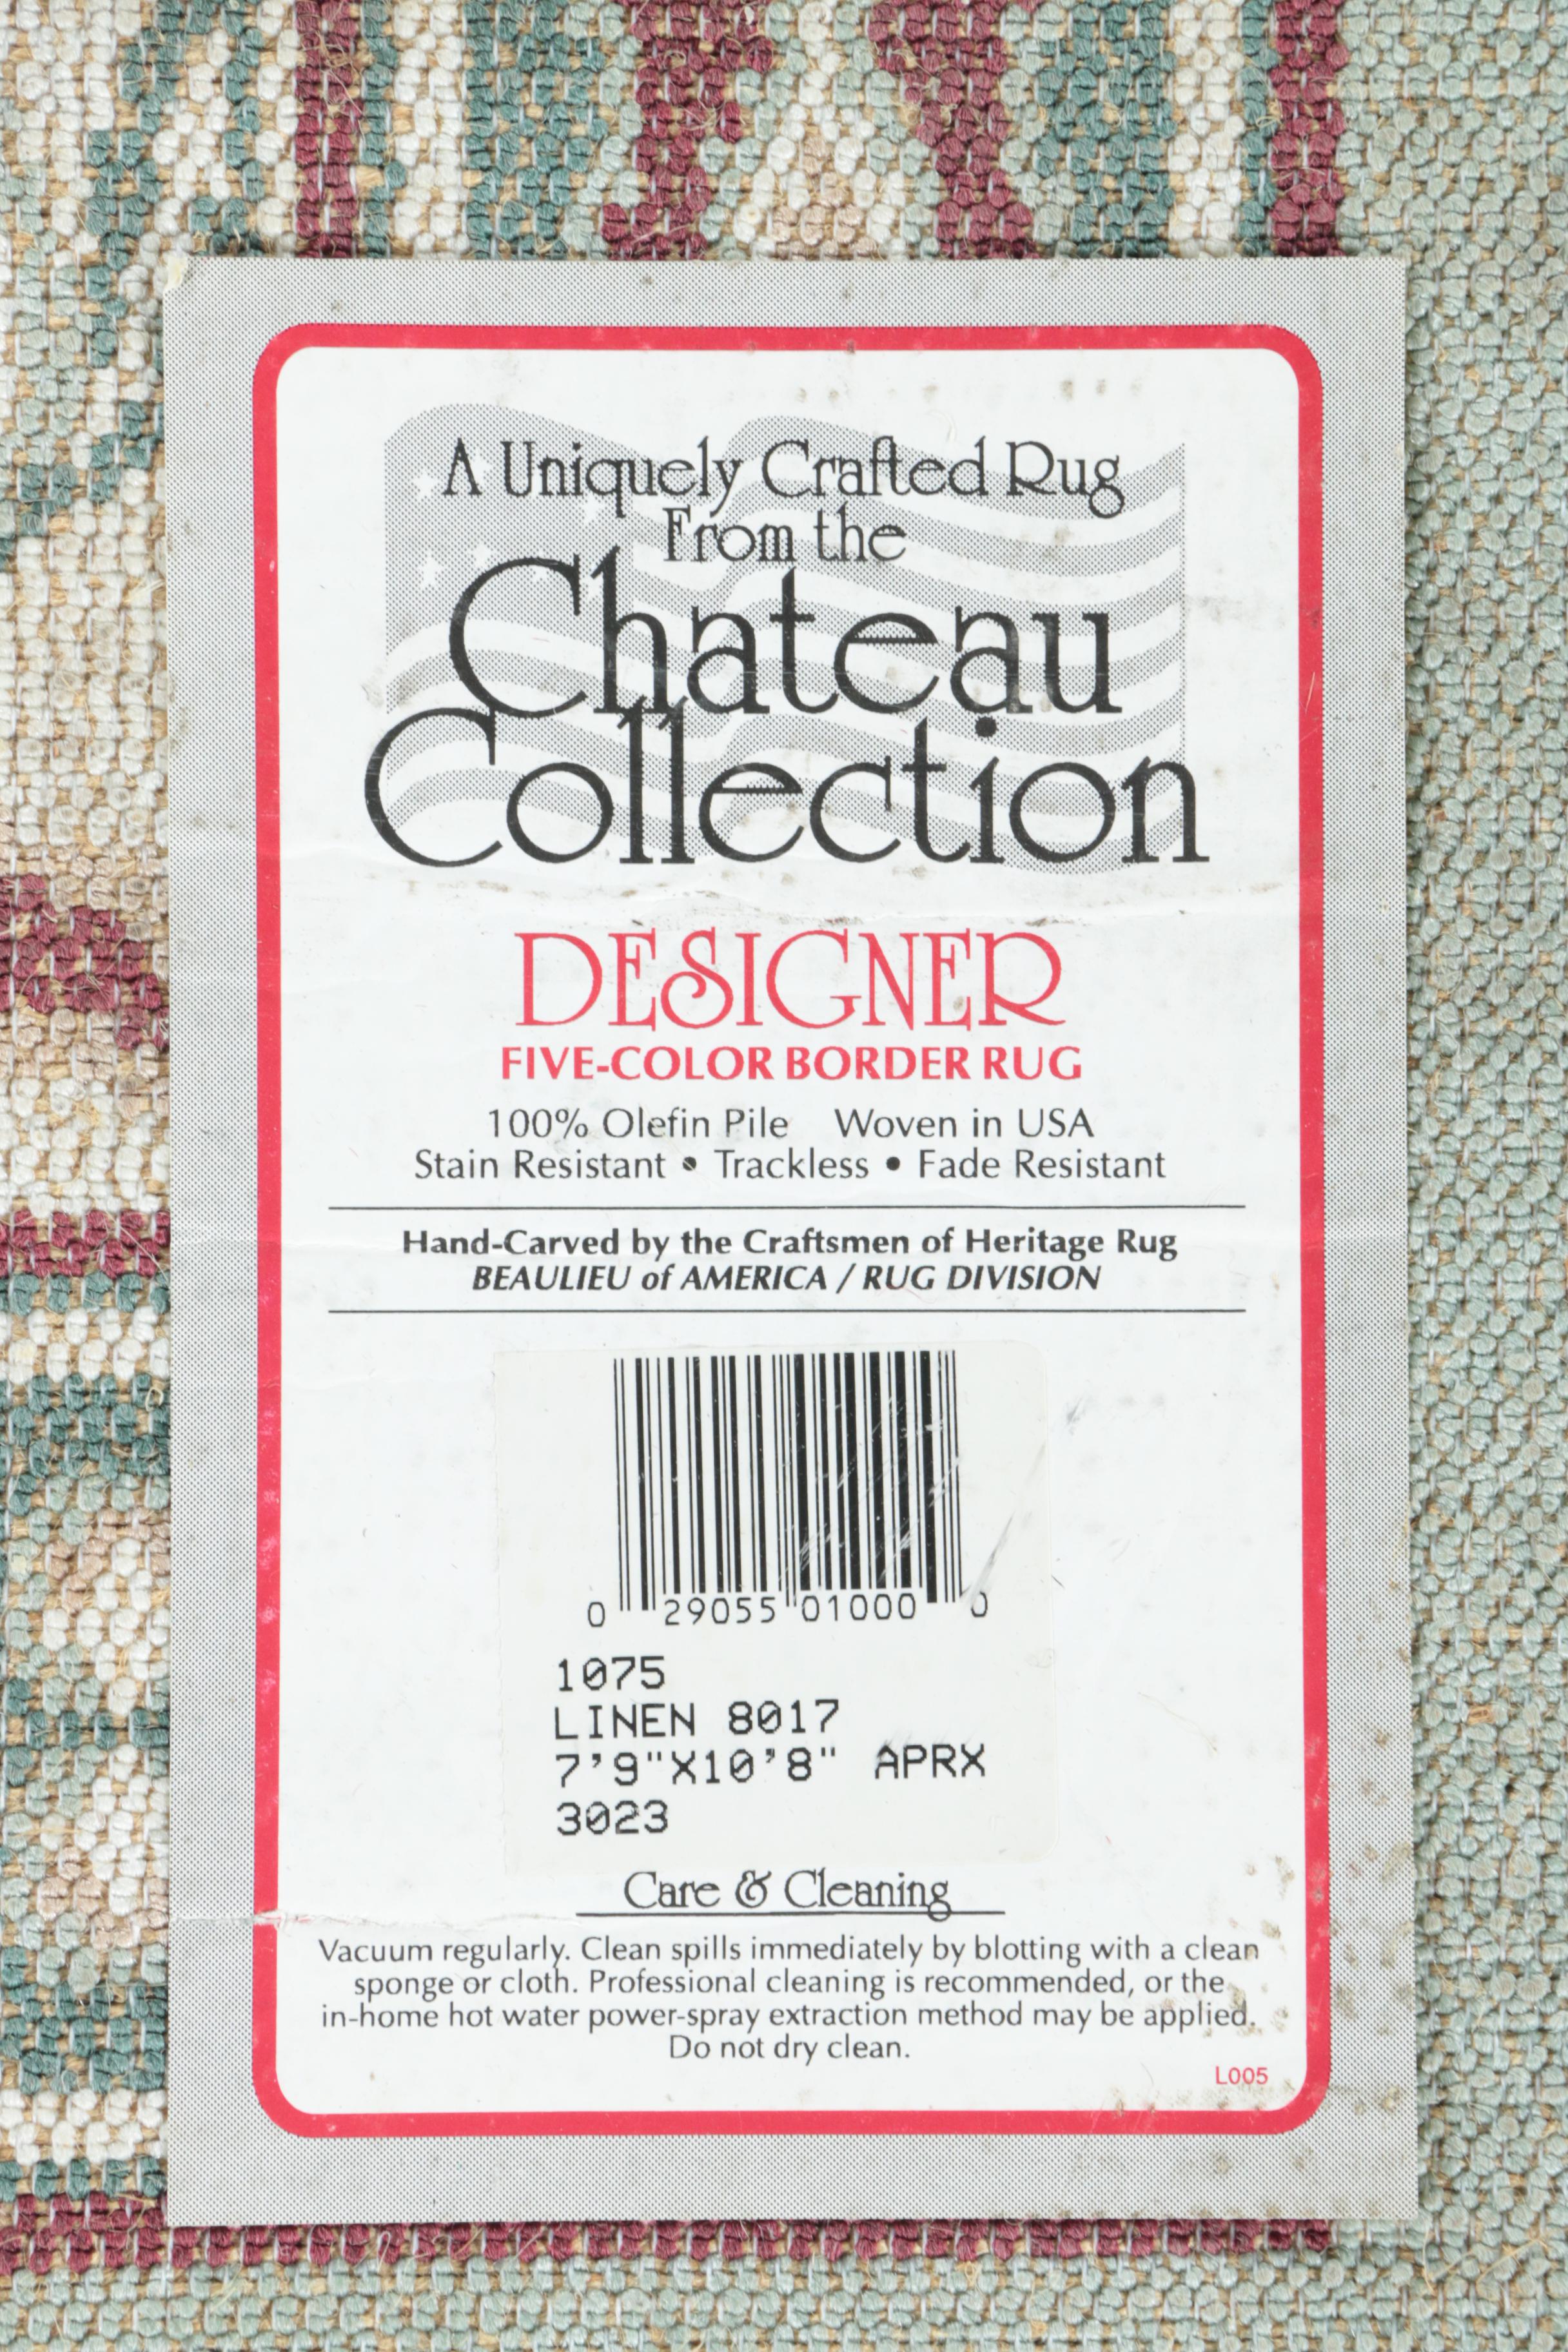 A Uniquely Crafted Rug
From the
Chateau
Collection
DESIGNER
FIVE-COLOR BORDER RUG
100% Olefin Pile Woven in USA
Stain Resistant • Trackless • Fade Resistant
Hand-Carved by the Craftsmen of Heritage Rug
BEAULIEU of AMERICA / RUG DIVISION
0 29055 01000 0
1075
LINEN 8017
7'9"X10'8" APRX
3023
Care & Cleaning
Vacuum regularly. Clean spills immediately by blotting with a clean
sponge or cloth. Professional cleaning is recommended, or the
in-home hot water power-spray extraction method may be applied.
Do not dry clean.
L005